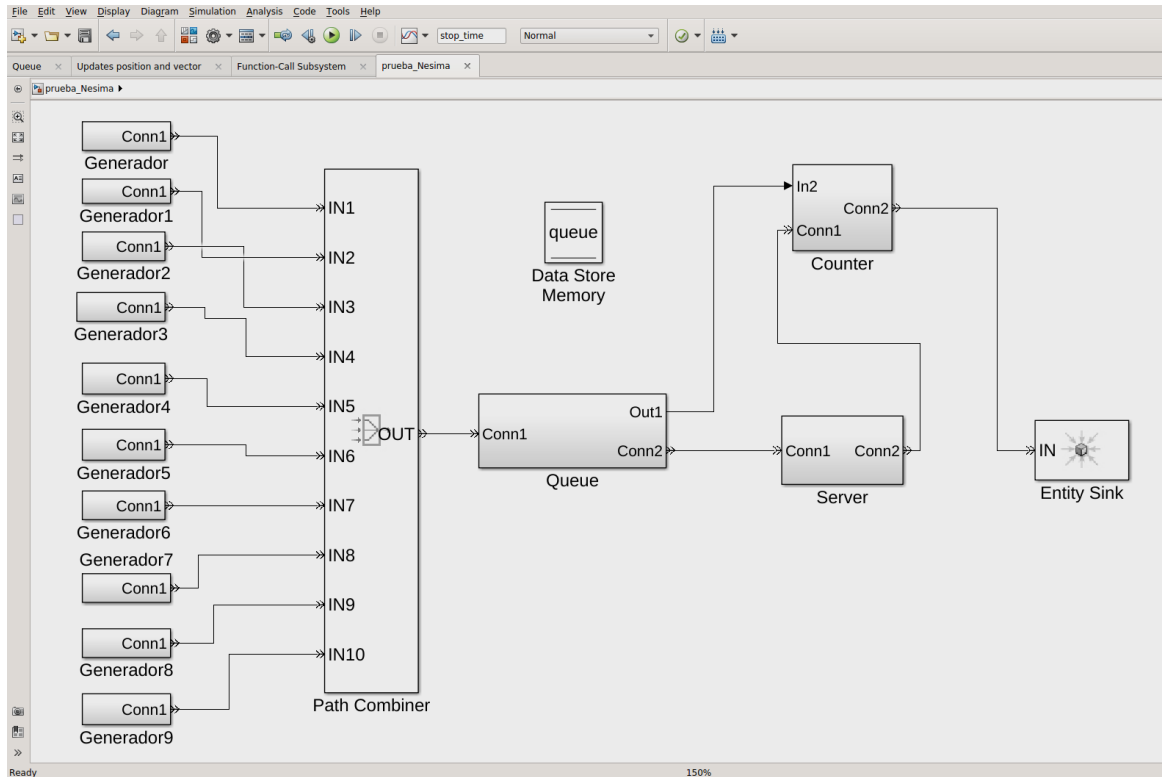 File Edit View Display Diagram Simulation Analysis Code Tools Help
stop_time Normal
Queue × Updates position and vector × Function-Call Subsystem × prueba_Nesima ×
prueba_Nesima
Conn1
Generador
Conn1
Generador1
Conn1
Generador2
Conn1
Generador3
Conn1
Generador4
Conn1
Generador5
Conn1
Generador6
Generador7
Conn1
Conn1
Generador8
Conn1
Generador9
IN1
IN2
IN3
IN4
IN5
OUT
IN6
IN7
IN8
IN9
IN10
Path Combiner
queue
Data Store
Memory
Out1
Conn1
Conn2
Queue
In2
Conn2
Conn1
Counter
Conn1 Conn2
Server
IN
Entity Sink
Ready 150%